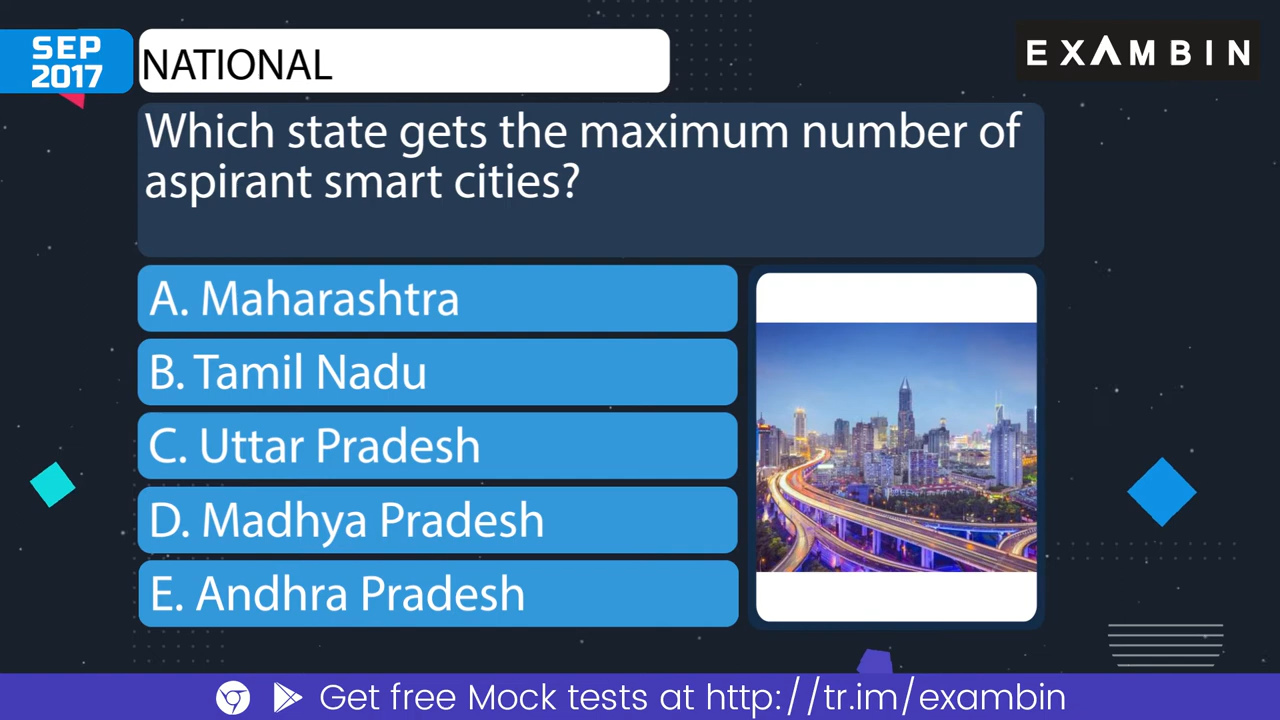 SEP
2017
NATIONAL
EXAMBIN
Which state gets the maximum number of
aspirant smart cities?
A. Maharashtra
B. Tamil Nadu
C. Uttar Pradesh
D. Madhya Pradesh
E. Andhra Pradesh
Get free Mock tests at http://tr.im/exambin